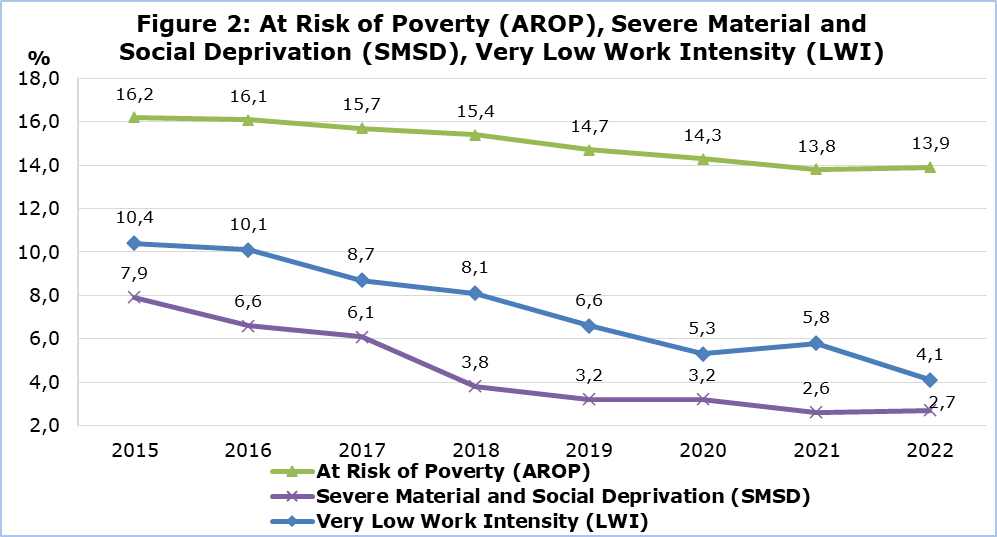 Figure 2: At Risk of Poverty (AROP), Severe Material and
Social Deprivation (SMSD), Very Low Work Intensity (LWI)
%
18,0
16,0
14,0
12,0
10,0
8,0
6,0
4,0
2,0
16,2 16,1 15,7 15,4 14,7 14,3 13,8 13,9
10,4 10,1 8,7 8,1 6,6 5,3 5,8 4,1
7,9 6,6 6,1 3,8 3,2 3,2 2,6 2,7
2015 2016 2017 2018 2019 2020 2021 2022
At Risk of Poverty (AROP)
Severe Material and Social Deprivation (SMSD)
Very Low Work Intensity (LWI)